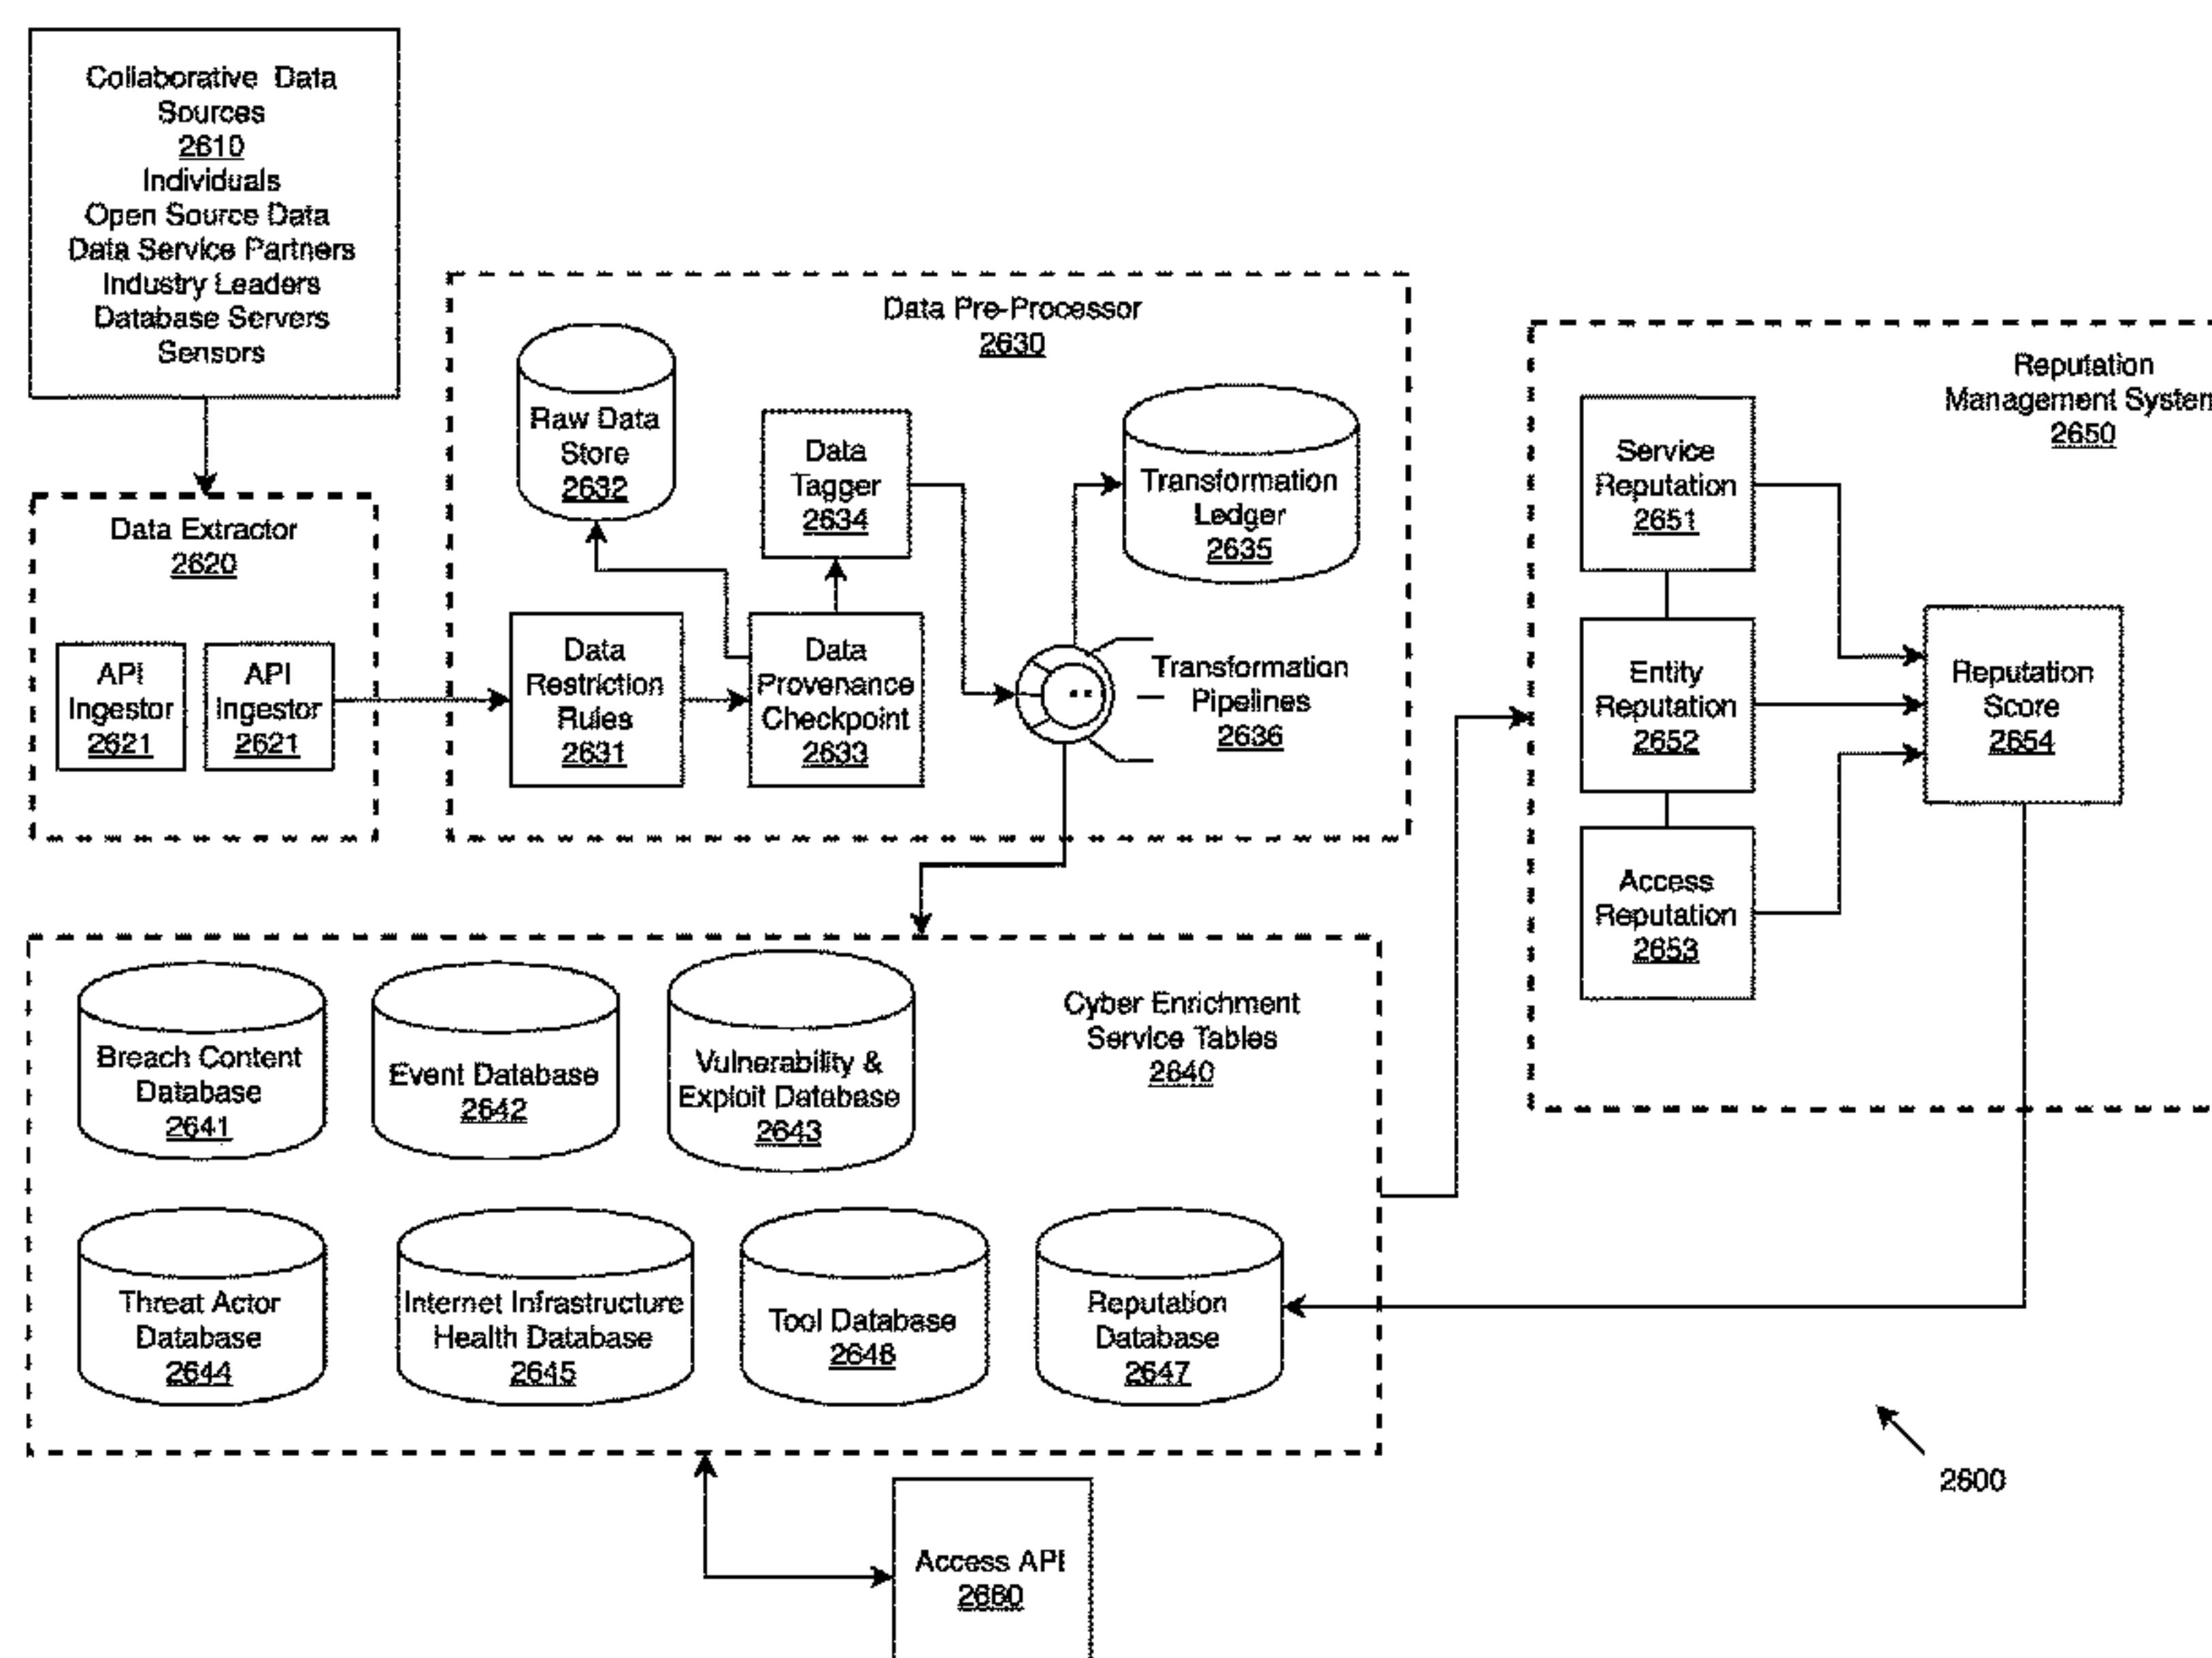 Collaborative Data
Sources
2610
Individuals
Open Source Data
Data Service Partners
Industry Leaders
Database Servers
Sensors
Data Extractor
2620
API
Ingestor
2621
API
Ingestor
2621
Data Pre-Processor
2630
Raw Data
Store
2632
Data
Tagger
2634
Transformation
Ledger
2635
Data
Restriction
Rules
2631
Data
Provenance
Checkpoint
2633
Transformation
Pipelines
2636
Reputation
Management System
2650
Service
Reputation
2651
Entity
Reputation
2652
Access
Reputation
2653
Reputation
Score
2654
Cyber Enrichment
Service Tables
2640
Breach Content
Database
2641
Event Database
2642
Vulnerability &
Exploit Database
2643
Threat Actor
Database
2644
Internet Infrastructure
Health Database
2645
Tool Database
2646
Reputation
Database
2647
2600
Access API
2660